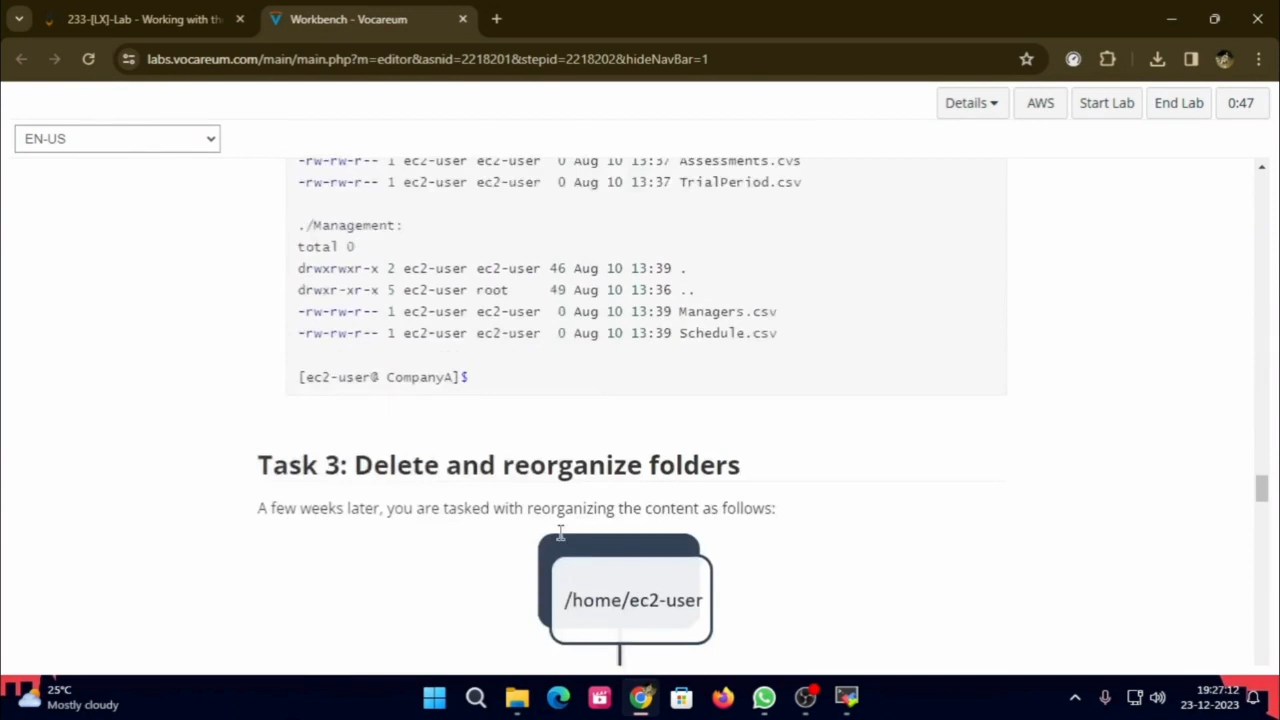 233-[LX]-Lab - Working with the
Workbench - Vocareum
labs.vocareum.com/main/main.php?m=editor&asnid=2218201&stepid=2218202&hideNavBar=1
Details
AWS
Start Lab
End Lab
0:47
EN-US
-rw-rw-r-- 1 ec2-user ec2-user 0 Aug 10 13:37 Assessments.cvs
-rw-rw-r-- 1 ec2-user ec2-user 0 Aug 10 13:37 TrialPeriod.csv
./Management:
total 0
drwxrwxr-x 2 ec2-user ec2-user 46 Aug 10 13:39 .
drwxr-xr-x 5 ec2-user root 49 Aug 10 13:36 ..
-rw-rw-r-- 1 ec2-user ec2-user 0 Aug 10 13:39 Managers.csv
-rw-rw-r-- 1 ec2-user ec2-user 0 Aug 10 13:39 Schedule.csv
[ec2-user@ CompanyA]$
Task 3: Delete and reorganize folders
A few weeks later, you are tasked with reorganizing the content as follows:
/home/ec2-user
25°C
Mostly cloudy
19:27:12
23-12-2023